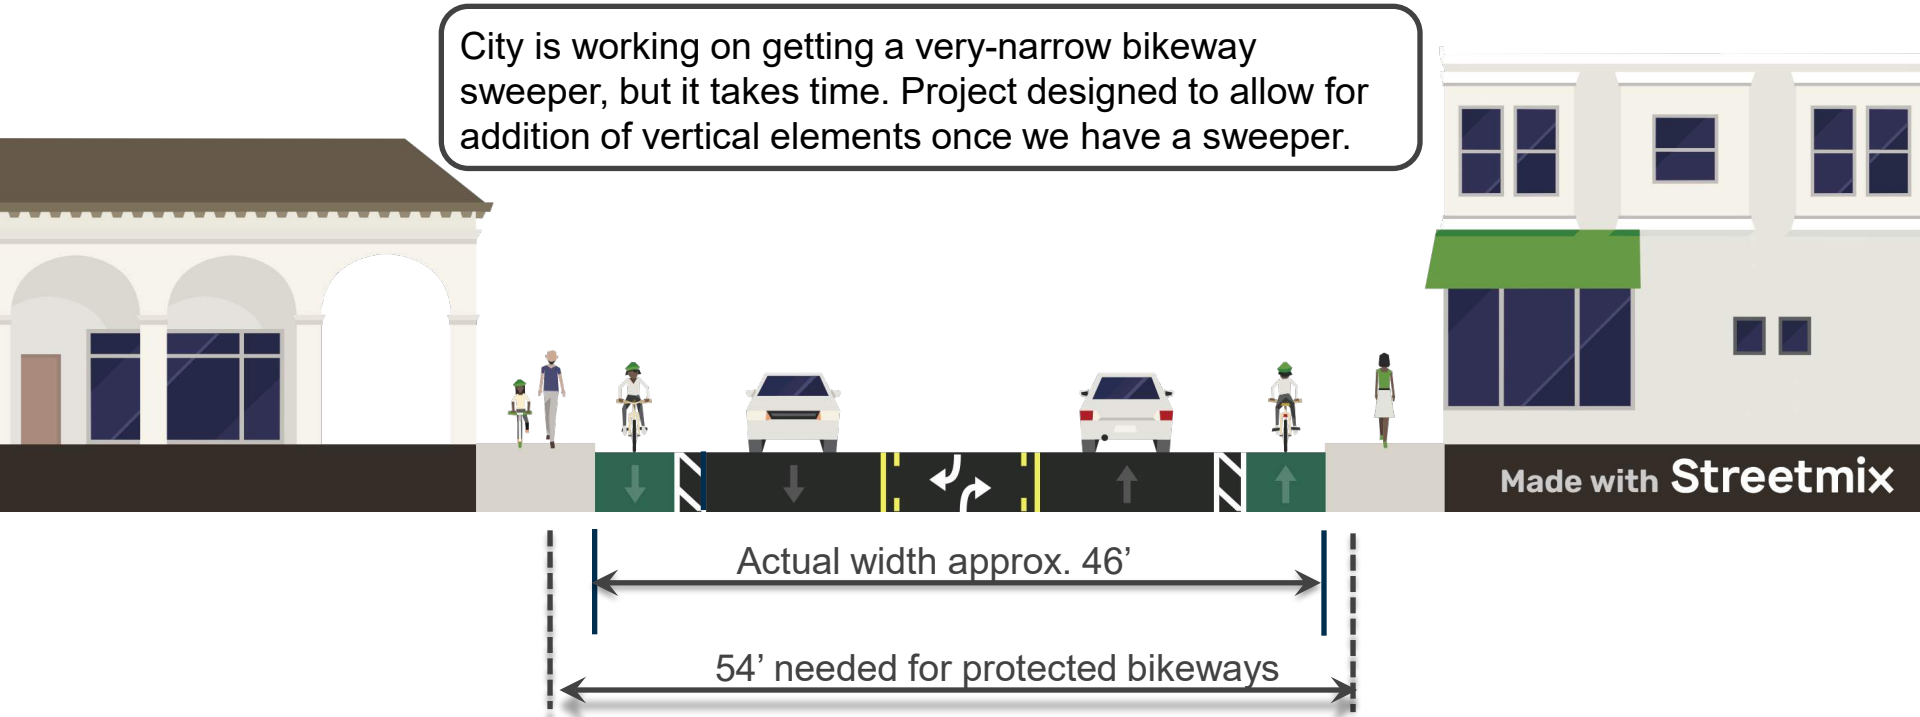 City is working on getting a very-narrow bikeway
sweeper, but it takes time. Project designed to allow for
addition of vertical elements once we have a sweeper.
Made with Streetmix
Actual width approx. 46’
54’ needed for protected bikeways